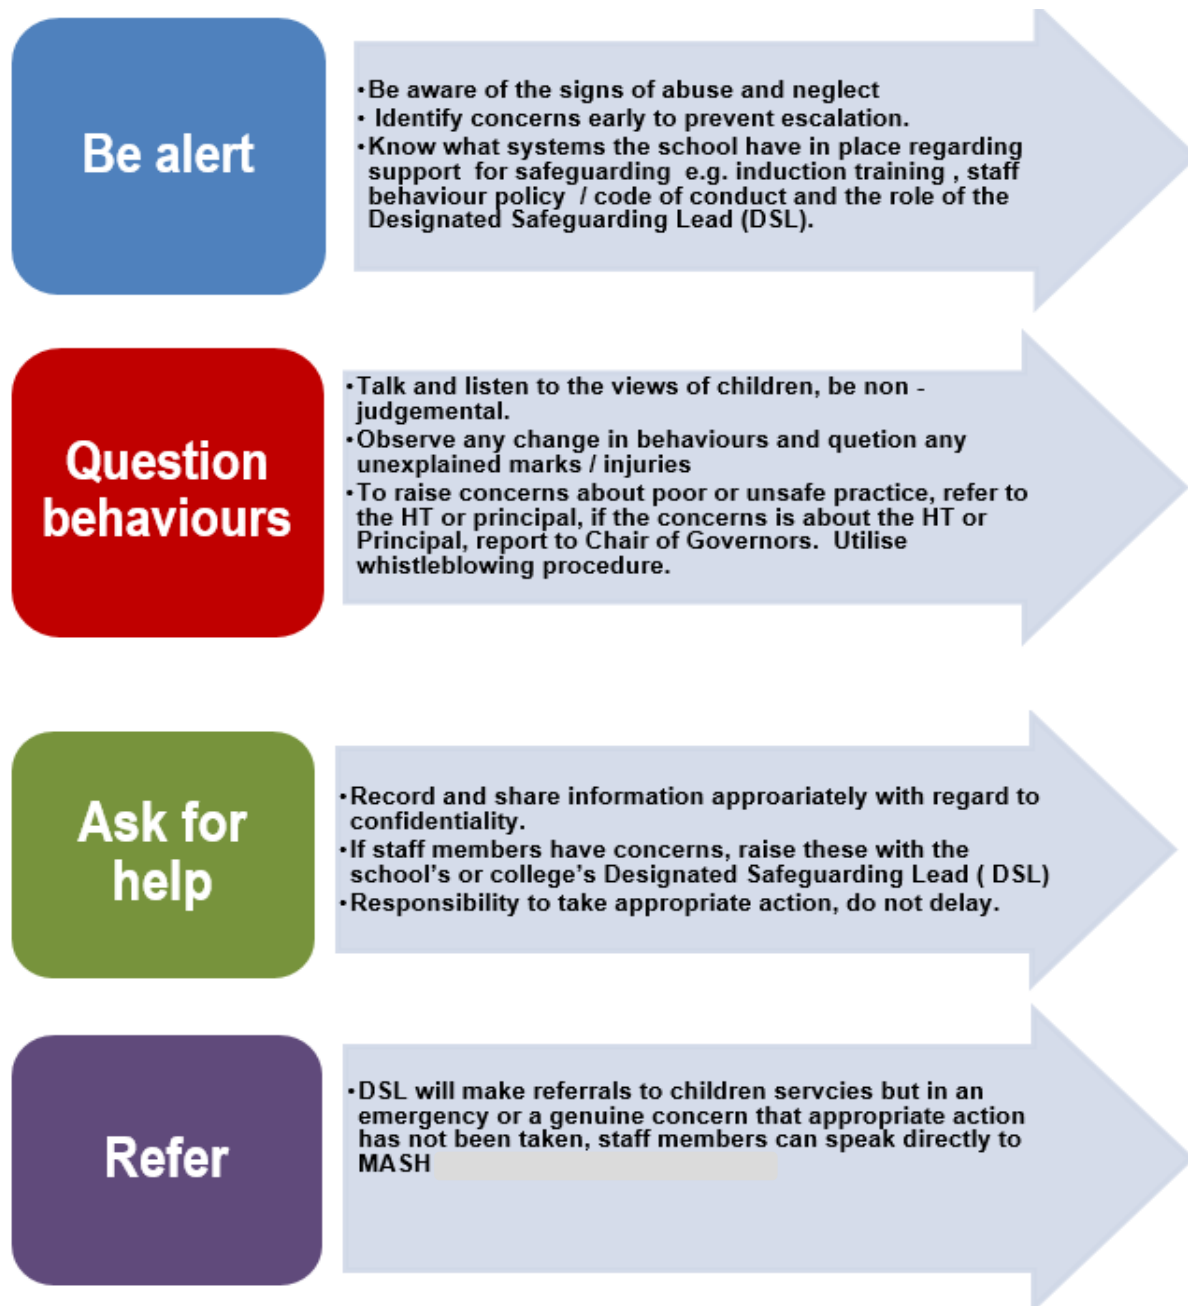 Be alert
•Be aware of the signs of abuse and neglect
• Identify concerns early to prevent escalation.
•Know what systems the school have in place regarding
support for safeguarding e.g. induction training , staff
behaviour policy / code of conduct and the role of the
Designated Safeguarding Lead (DSL).
Question
behaviours
•Talk and listen to the views of children, be non -
judgemental.
•Observe any change in behaviours and quetion any
unexplained marks / injuries
•To raise concerns about poor or unsafe practice, refer to
the HT or principal, if the concerns is about the HT or
Principal, report to Chair of Governors. Utilise
whistleblowing procedure.
Ask for
help
•Record and share information approariately with regard to
confidentiality.
•If staff members have concerns, raise these with the
school's or college's Designated Safeguarding Lead ( DSL)
•Responsibility to take appropriate action, do not delay.
Refer
•DSL will make referrals to children servcies but in an
emergency or a genuine concern that appropriate action
has not been taken, staff members can speak directly to
MASH